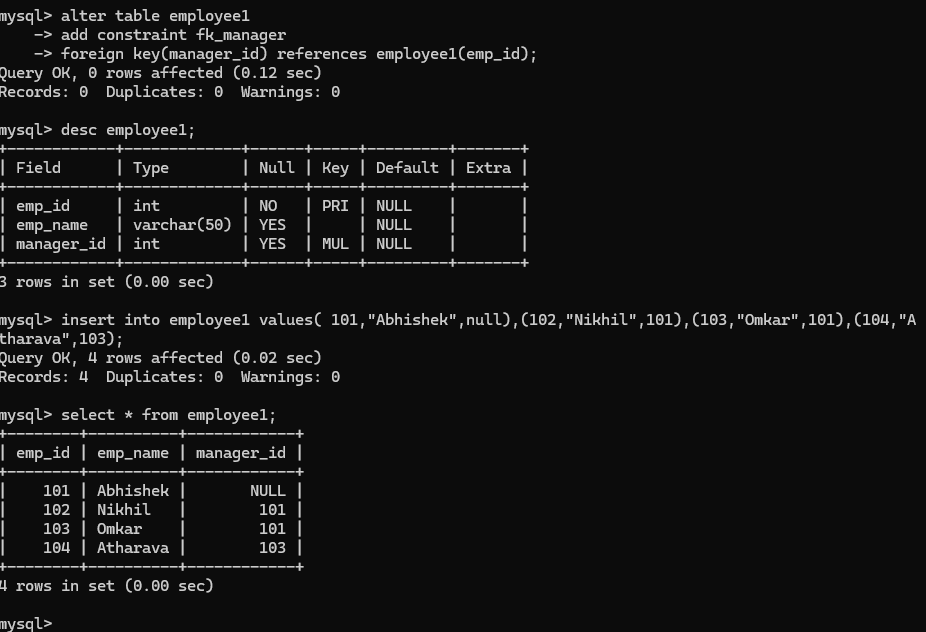 mysql> alter table employee1
    -> add constraint fk_manager
    -> foreign key(manager_id) references employee1(emp_id);
Query OK, 0 rows affected (0.12 sec)
Records: 0  Duplicates: 0  Warnings: 0

mysql> desc employee1;
+------------+-------------+------+-----+---------+-------+
| Field      | Type        | Null | Key | Default | Extra |
+------------+-------------+------+-----+---------+-------+
| emp_id     | int         | NO   | PRI | NULL    |       |
| emp_name   | varchar(50) | YES  |     | NULL    |       |
| manager_id | int         | YES  | MUL | NULL    |       |
+------------+-------------+------+-----+---------+-------+
3 rows in set (0.00 sec)

mysql> insert into employee1 values( 101,"Abhishek",null),(102,"Nikhil",101),(103,"Omkar",101),(104,"A
tharava",103);
Query OK, 4 rows affected (0.02 sec)
Records: 4  Duplicates: 0  Warnings: 0

mysql> select * from employee1;
+--------+----------+------------+
| emp_id | emp_name | manager_id |
+--------+----------+------------+
|    101 | Abhishek |       NULL |
|    102 | Nikhil   |        101 |
|    103 | Omkar    |        101 |
|    104 | Atharava |        103 |
+--------+----------+------------+
4 rows in set (0.00 sec)

mysql>